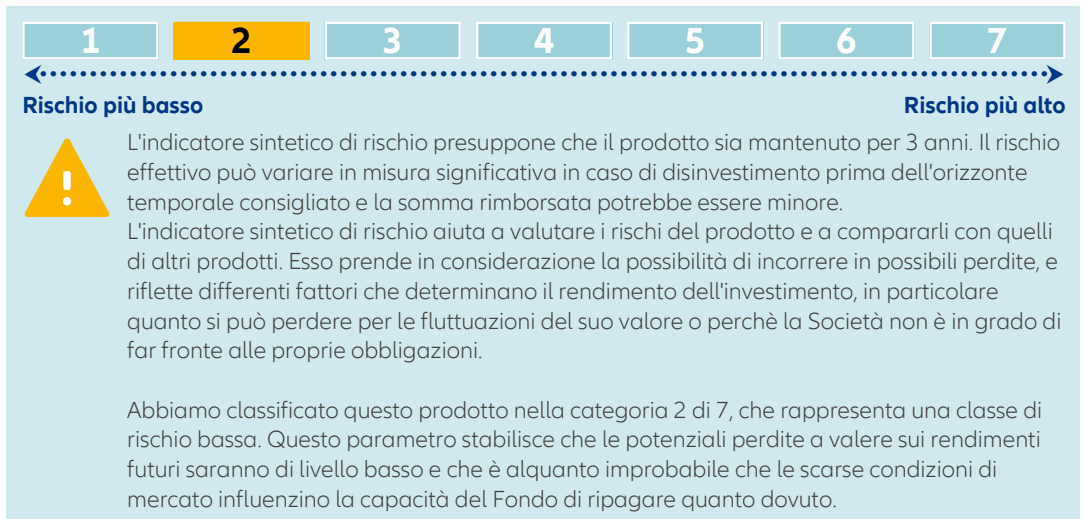 1 2 3 4 5 6 7
Rischio più basso Rischio più alto
L'indicatore sintetico di rischio presuppone che il prodotto sia mantenuto per 3 anni. Il rischio
effettivo può variare in misura significativa in caso di disinvestimento prima dell'orizzonte
temporale consigliato e la somma rimborsata potrebbe essere minore.
L'indicatore sintetico di rischio aiuta a valutare i rischi del prodotto e a compararli con quelli
di altri prodotti. Esso prende in considerazione la possibilità di incorrere in possibili perdite, e
riflette differenti fattori che determinano il rendimento dell'investimento, in particolare
quanto si può perdere per le fluttuazioni del suo valore o perchè la Società non è in grado di
far fronte alle proprie obbligazioni.
Abbiamo classificato questo prodotto nella categoria 2 di 7, che rappresenta una classe di
rischio bassa. Questo parametro stabilisce che le potenziali perdite a valere sui rendimenti
futuri saranno di livello basso e che è alquanto improbabile che le scarse condizioni di
mercato influenzino la capacità del Fondo di ripagare quanto dovuto.